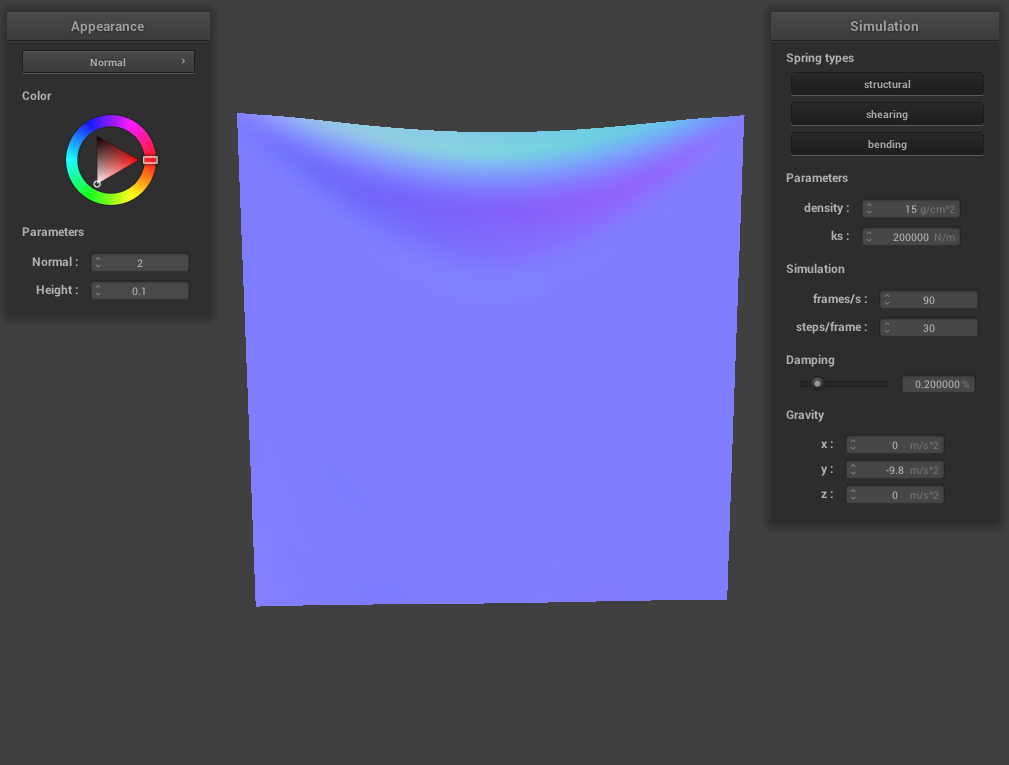 Appearance
Normal
Color
Parameters
Normal : 2
Height : 0.1
Simulation
Spring types
structural
shearing
bending
Parameters
density : 15 g/cm^2
ks : 200000 N/m
Simulation
frames/s : 90
steps/frame : 30
Damping
0.200000 %
Gravity
x : 0 m/s^2
y : -9.8 m/s^2
z : 0 m/s^2